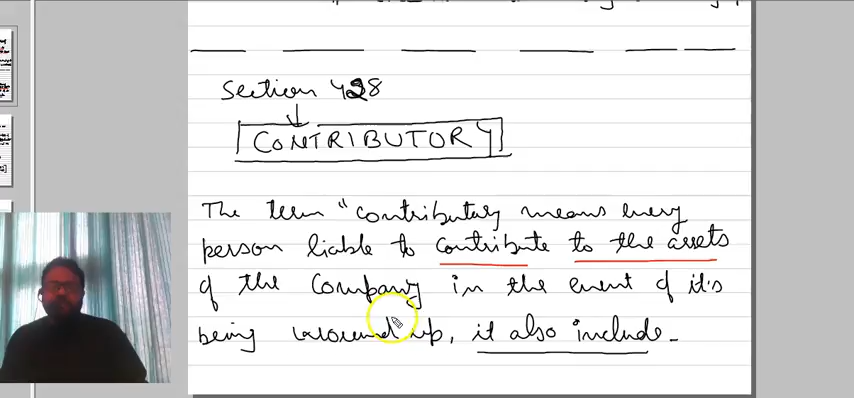 Section 428
CONTRIBUTORY
The term "contributory means every
person liable to contribute to the assets
of the Company in the event of it's
being wound up, it also include -